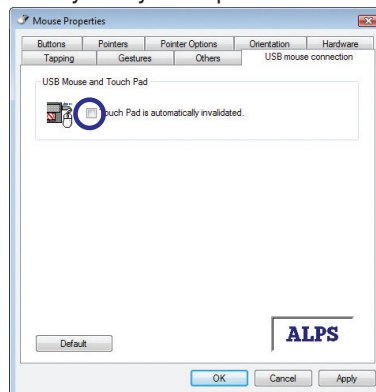 Mouse Properties
Buttons Pointers Pointer Options Orientation Hardware
Tapping Gestures Others USB mouse connection
USB Mouse and Touch Pad
Touch Pad is automatically invalidated.
Default
ALPS
OK Cancel Apply